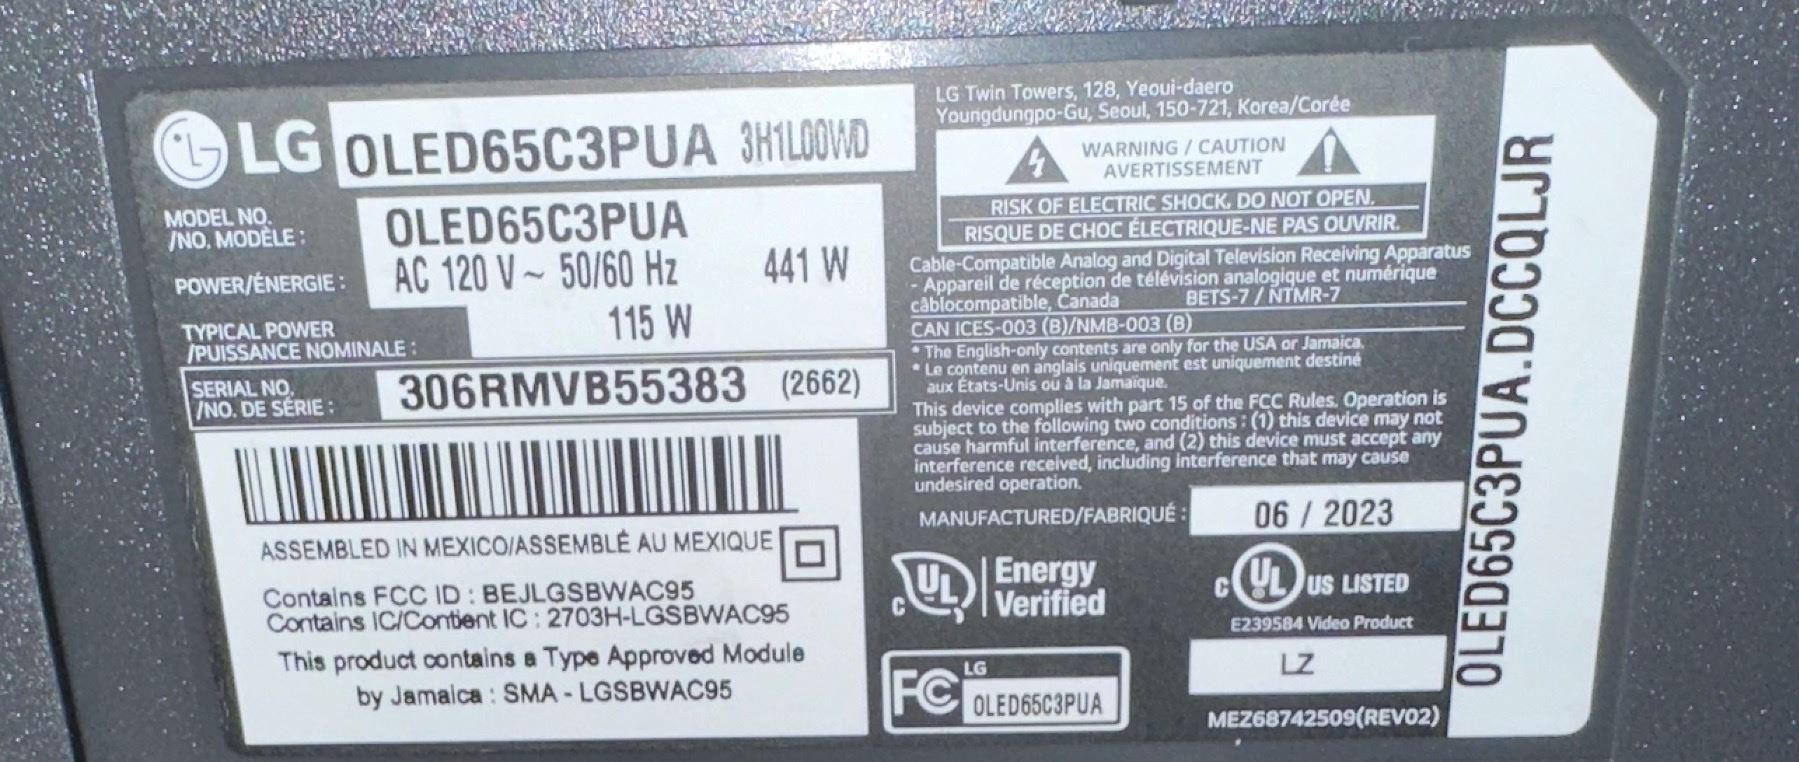 LG OLED65C3PUA 3H1L00WD
MODEL NO.
/NO. MODÈLE :
OLED65C3PUA
POWER/ÉNERGIE :
AC 120 V ~ 50/60 Hz 441 W
TYPICAL POWER
/PUISSANCE NOMINALE :
115 W
SERIAL NO.
/NO. DE SÉRIE :
306RMVB55383 (2662)
ASSEMBLED IN MEXICO/ASSEMBLÉ AU MEXIQUE
Contains FCC ID : BEJLGSBWAC95
Contains IC/Contient IC : 2703H-LGSBWAC95
This product contains a Type Approved Module
by Jamaica : SMA - LGSBWAC95
LG Twin Towers, 128, Yeoui-daero
Youngdungpo-Gu, Seoul, 150-721, Korea/Corée
WARNING / CAUTION
AVERTISSEMENT
RISK OF ELECTRIC SHOCK, DO NOT OPEN.
RISQUE DE CHOC ÉLECTRIQUE-NE PAS OUVRIR.
Cable-Compatible Analog and Digital Television Receiving Apparatus
- Appareil de réception de télévision analogique et numérique
câblocompatible, Canada BETS-7 / NTMR-7
CAN ICES-003 (B)/NMB-003 (B)
* The English-only contents are only for the USA or Jamaica.
* Le contenu en anglais uniquement est uniquement destiné
aux États-Unis ou à la Jamaïque.
This device complies with part 15 of the FCC Rules. Operation is
subject to the following two conditions : (1) this device may not
cause harmful interference, and (2) this device must accept any
interference received, including interference that may cause
undesired operation.
MANUFACTURED/FABRIQUÉ : 06 / 2023
c UL Energy
Verified
c UL US LISTED
E239584 Video Product
FC LG
OLED65C3PUA
LZ
MEZ68742509(REV02)
OLED65C3PUA.DCCQLJR